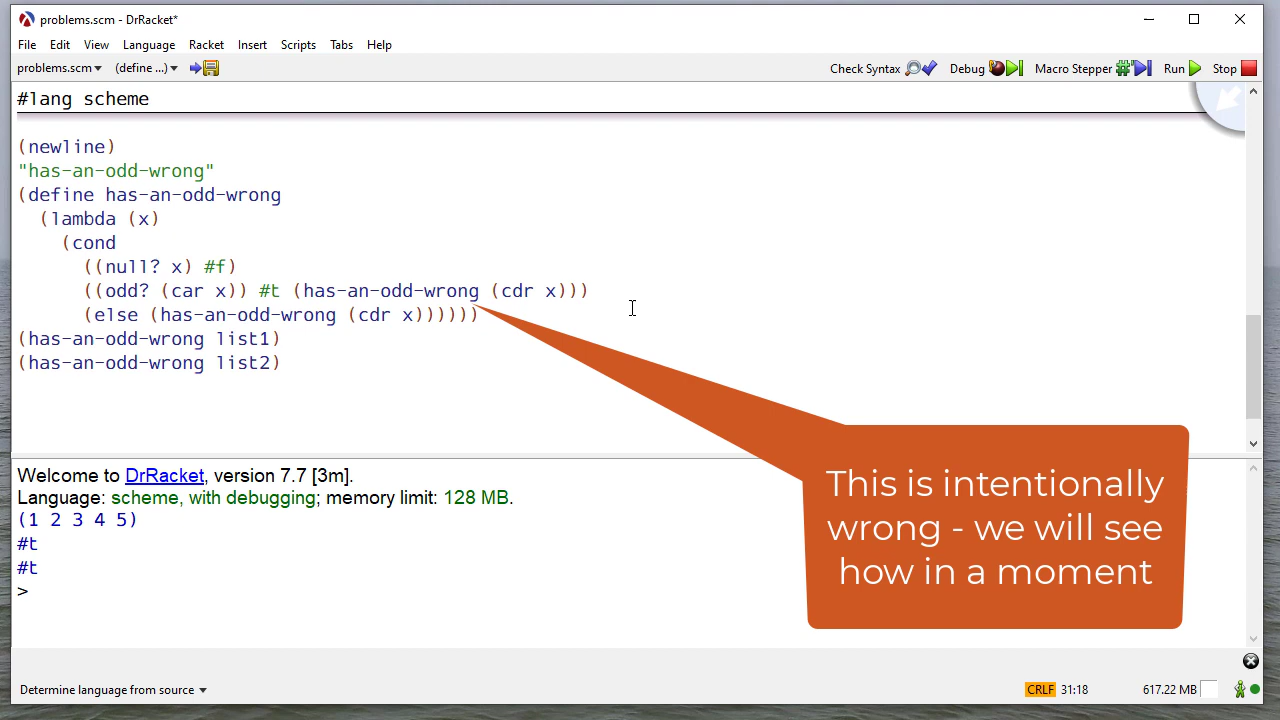 problems.scm - DrRacket*
File Edit View Language Racket Insert Scripts Tabs Help
problems.scm (define ...) Check Syntax Debug Macro Stepper Run Stop
#lang scheme
(newline)
"has-an-odd-wrong"
(define has-an-odd-wrong
(lambda (x)
(cond
((null? x) #f)
((odd? (car x)) #t (has-an-odd-wrong (cdr x)))
(else (has-an-odd-wrong (cdr x))))))
(has-an-odd-wrong list1)
(has-an-odd-wrong list2)
This is intentionally
wrong - we will see
how in a moment
Welcome to DrRacket, version 7.7 [3m].
Language: scheme, with debugging; memory limit: 128 MB.
(1 2 3 4 5)
#t
#t
>
Determine language from source CRLF 31:18 617.22 MB